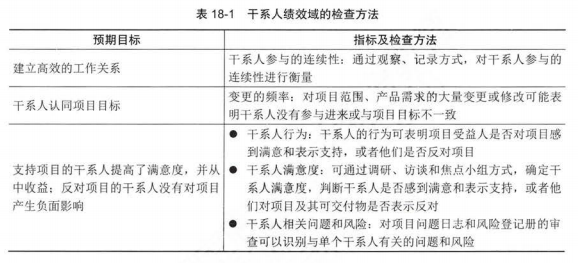 表 18-1 干系人绩效域的检查方法
预期目标
指标及检查方法
建立高效的工作关系
干系人参与的连续性：通过观察、记录方式，对干系人参与的
连续性进行衡量
干系人认同项目目标
变更的频率：对项目范围、产品需求的大量变更或修改可能表
明干系人没有参与进来或与项目目标不一致
支持项目的干系人提高了满意度，并从
中收益；反对项目的干系人没有对项目
产生负面影响
● 干系人行为：干系人的行为可表明项目受益人是否对项目感
到满意和表示支持，或者他们是否反对项目
● 干系人满意度：可通过调研、访谈和焦点小组方式，确定干
系人满意度，判断干系人是否感到满意和表示支持，或者他
们对项目及其可交付物是否表示反对
● 干系人相关问题和风险：对项目问题日志和风险登记册的审
查可以识别与单个干系人有关的问题和风险